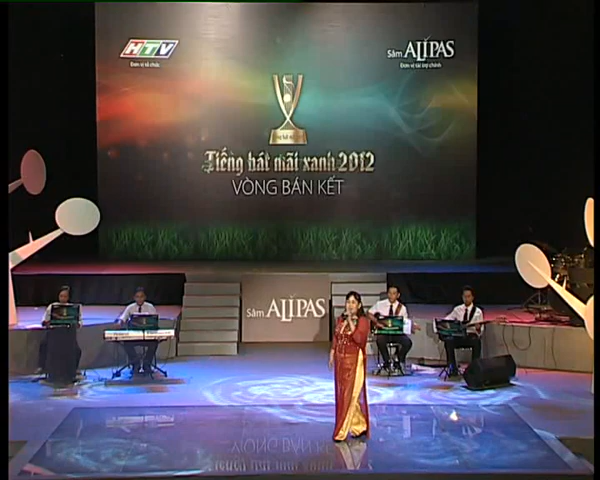 HTV
Đơn vị tổ chức
Sâm ALIPAS
Đơn vị tài trợ chính
Tiếng hát mãi xanh 2012
VÒNG BÁN KẾT
Sâm ALIPAS